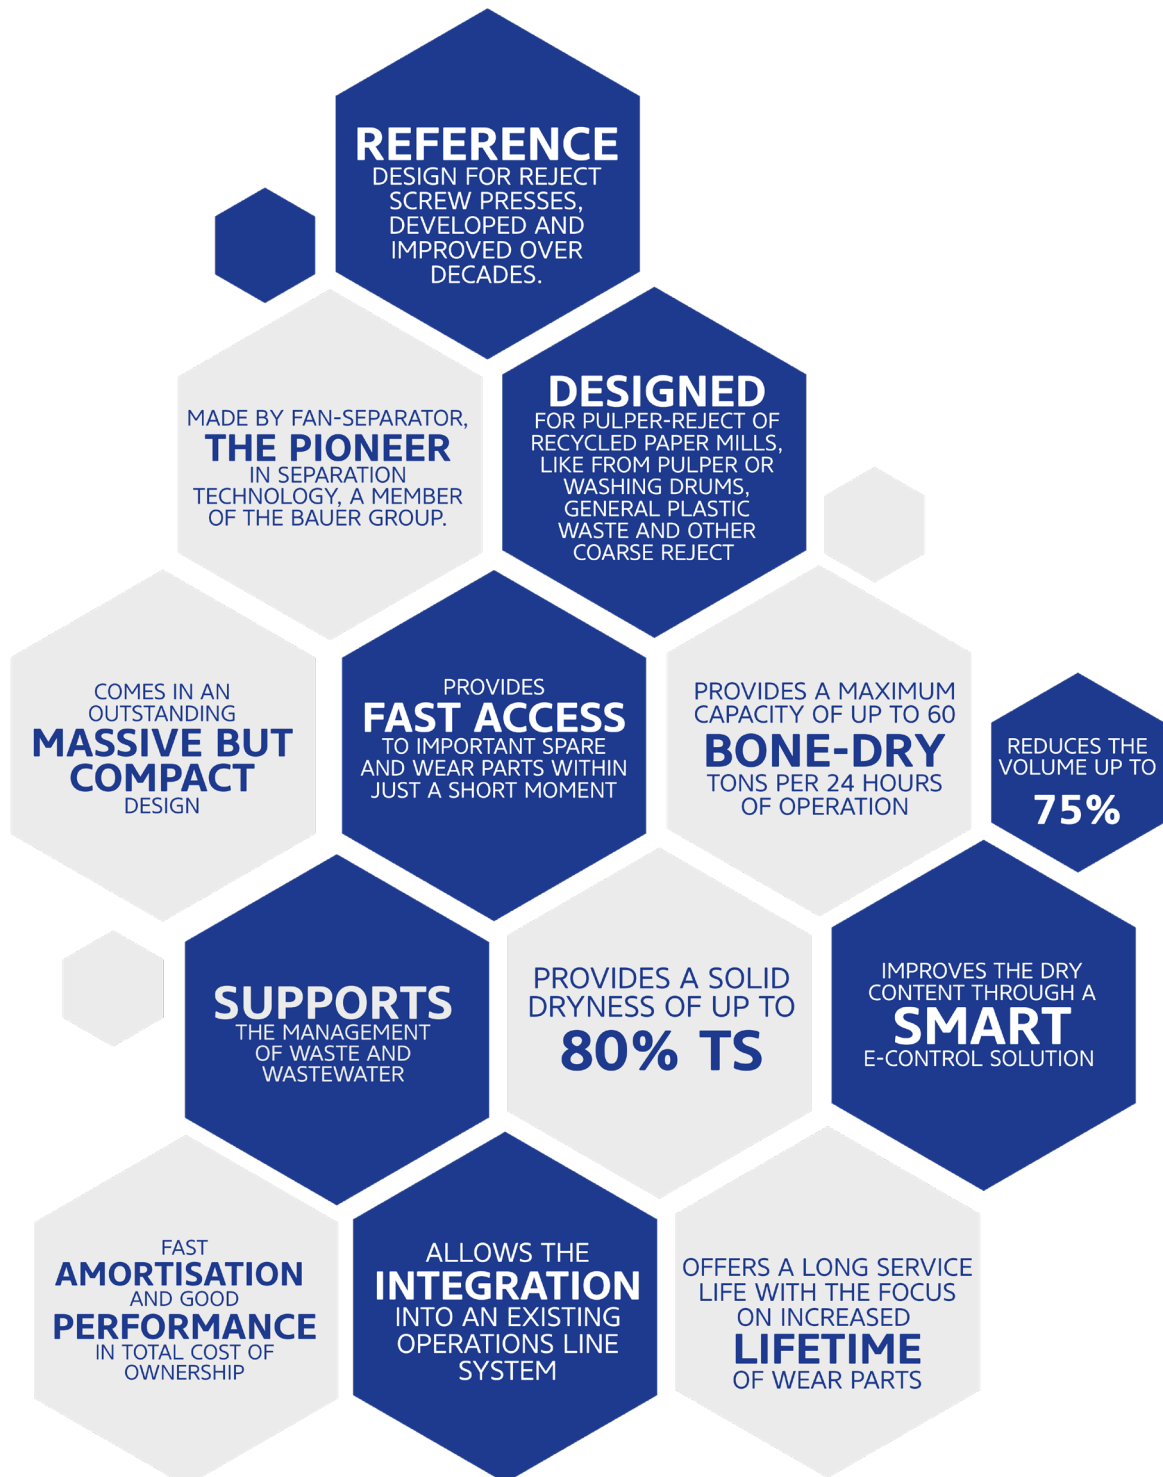 REFERENCE
DESIGN FOR REJECT
SCREW PRESSES,
DEVELOPED AND
IMPROVED OVER
DECADES.
MADE BY FAN-SEPARATOR,
THE PIONEER
IN SEPARATION
TECHNOLOGY, A MEMBER
OF THE BAUER GROUP.
DESIGNED
FOR PULPER-REJECT OF
RECYCLED PAPER MILLS,
LIKE FROM PULPER OR
WASHING DRUMS,
GENERAL PLASTIC
WASTE AND OTHER
COARSE REJECT
COMES IN AN
OUTSTANDING
MASSIVE BUT
COMPACT
DESIGN
PROVIDES
FAST ACCESS
TO IMPORTANT SPARE
AND WEAR PARTS WITHIN
JUST A SHORT MOMENT
PROVIDES A MAXIMUM
CAPACITY OF UP TO 60
BONE-DRY
TONS PER 24 HOURS
OF OPERATION
REDUCES THE
VOLUME UP TO
75%
SUPPORTS
THE MANAGEMENT
OF WASTE AND
WASTEWATER
PROVIDES A SOLID
DRYNESS OF UP TO
80% TS
IMPROVES THE DRY
CONTENT THROUGH A
SMART
E-CONTROL SOLUTION
FAST
AMORTISATION
AND GOOD
PERFORMANCE
IN TOTAL COST OF
OWNERSHIP
ALLOWS THE
INTEGRATION
INTO AN EXISTING
OPERATIONS LINE
SYSTEM
OFFERS A LONG SERVICE
LIFE WITH THE FOCUS
ON INCREASED
LIFETIME
OF WEAR PARTS